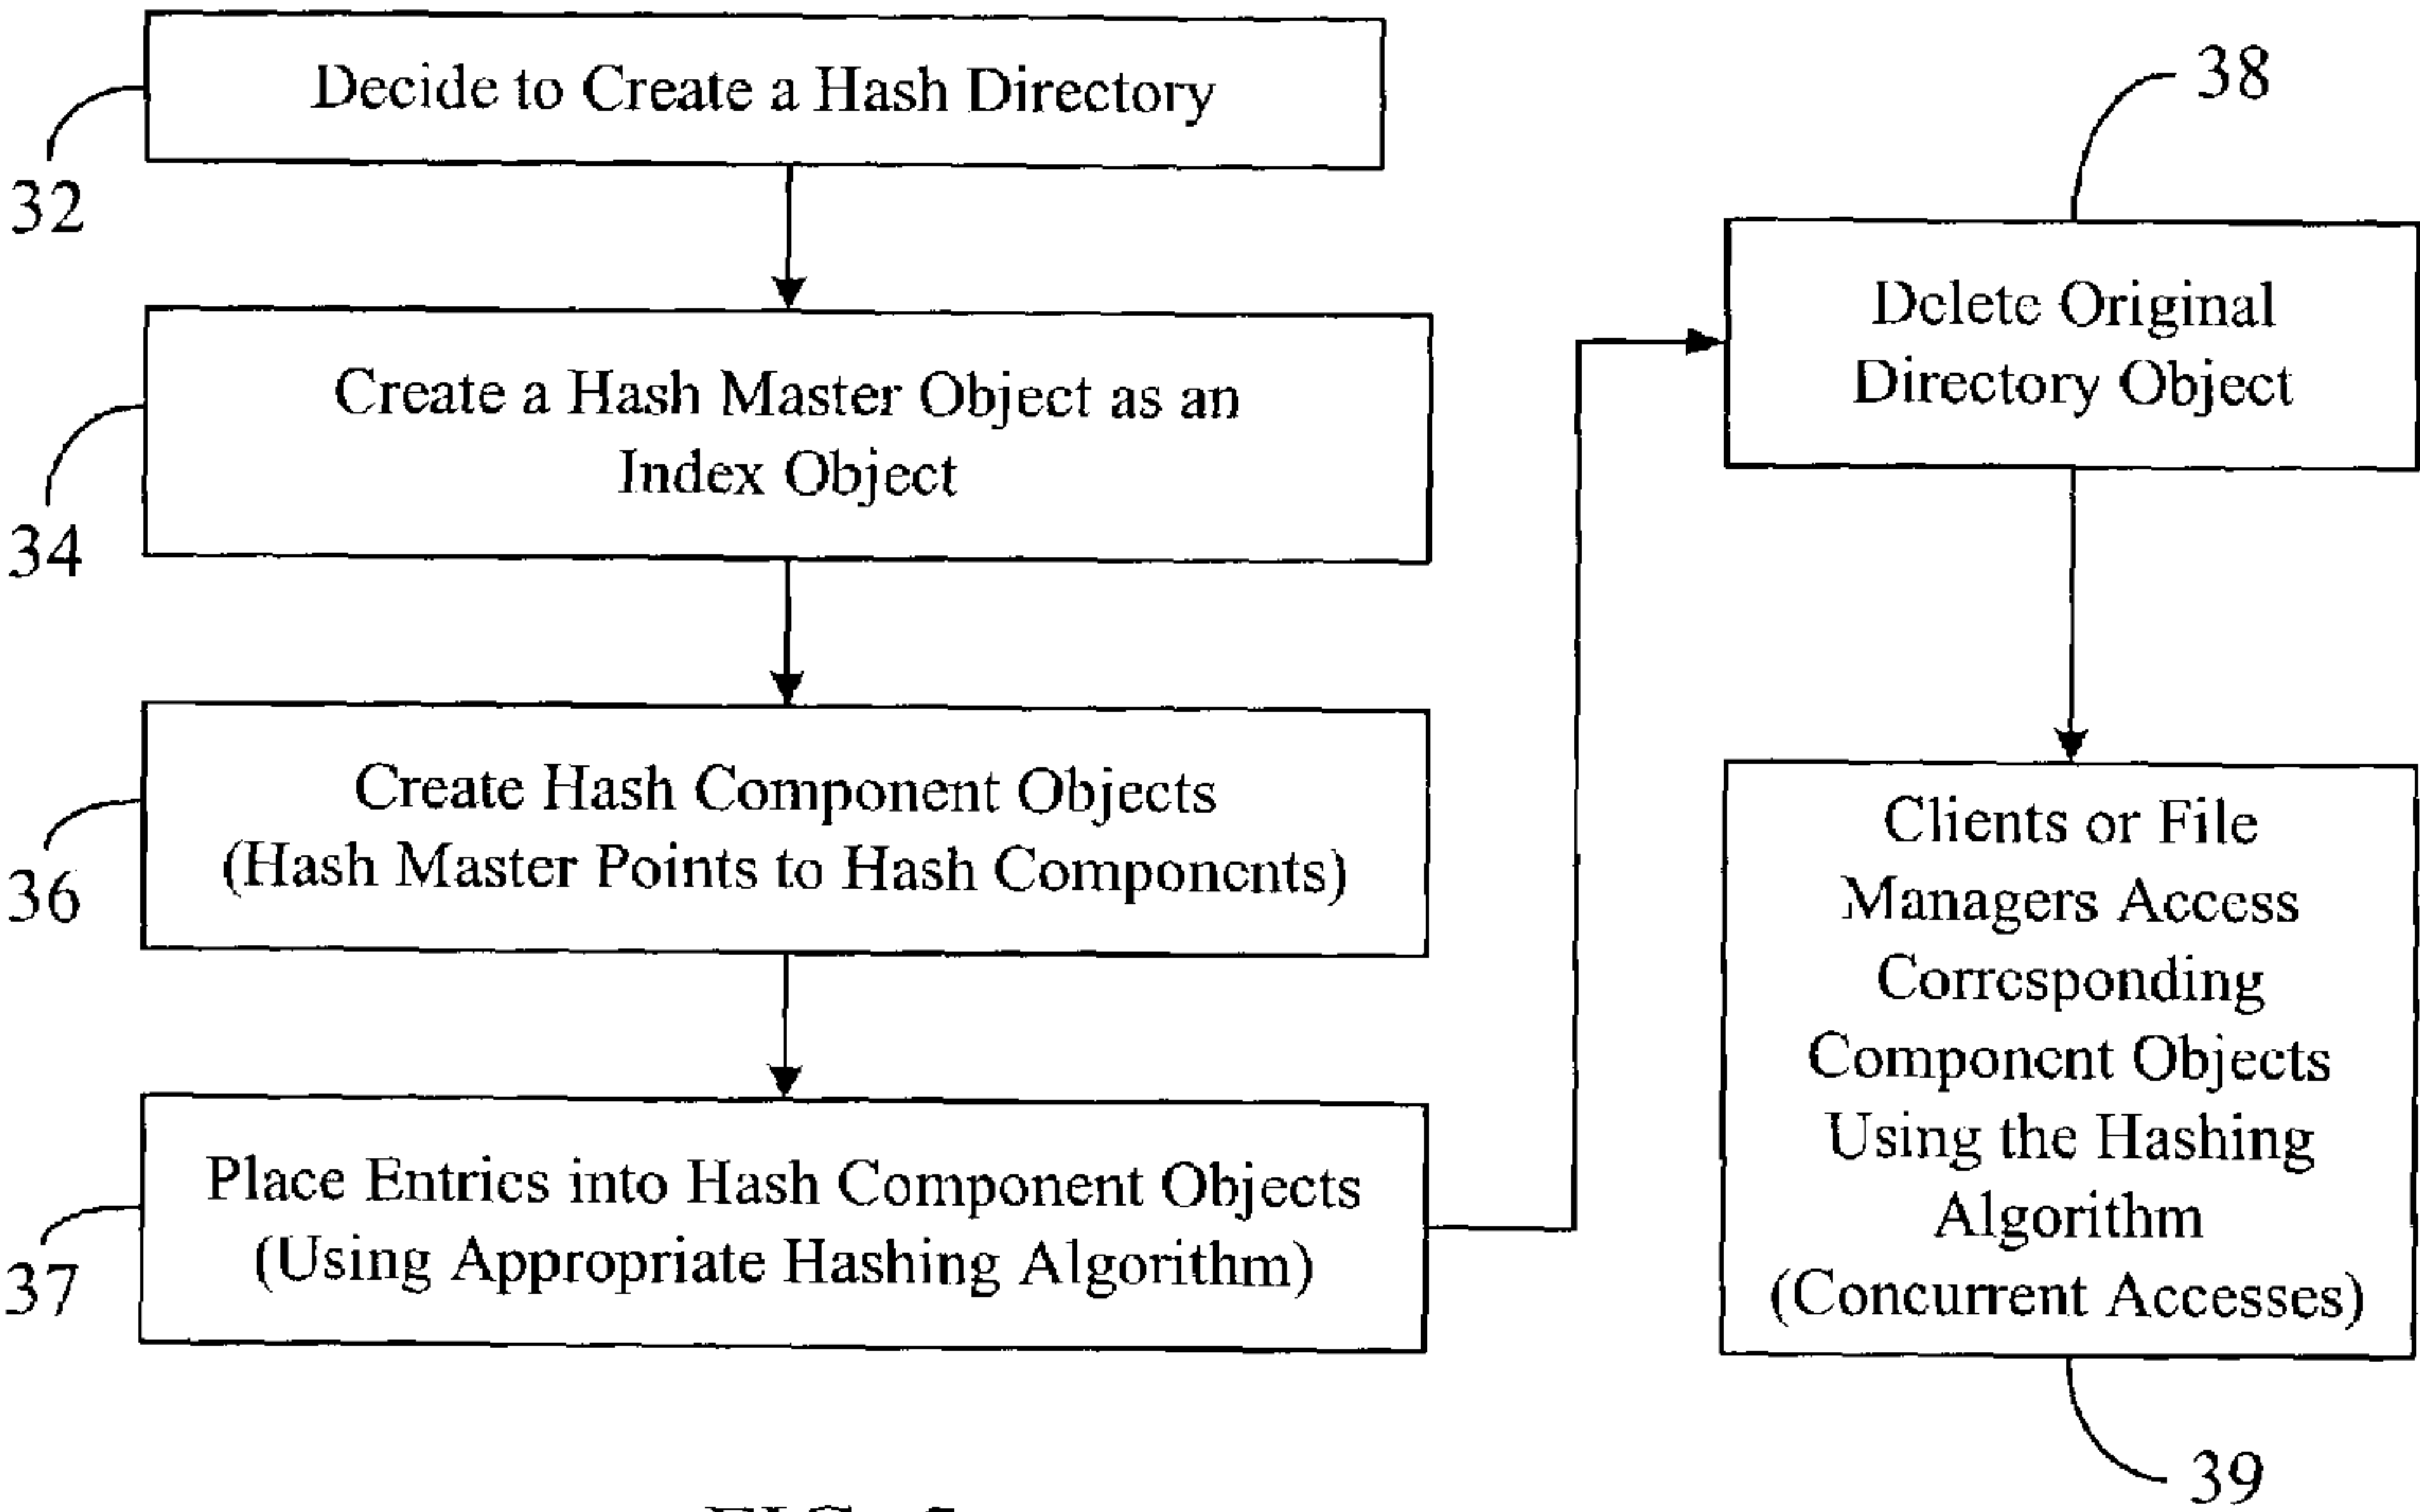 Decide to Create a Hash Directory
32
Create a Hash Master Object as an
Index Object
34
Create Hash Component Objects
(Hash Master Points to Hash Components)
36
Place Entries into Hash Component Objects
(Using Appropriate Hashing Algorithm)
37
38
Delete Original
Directory Object
Clients or File
Managers Access
Corresponding
Component Objects
Using the Hashing
Algorithm
(Concurrent Accesses)
39